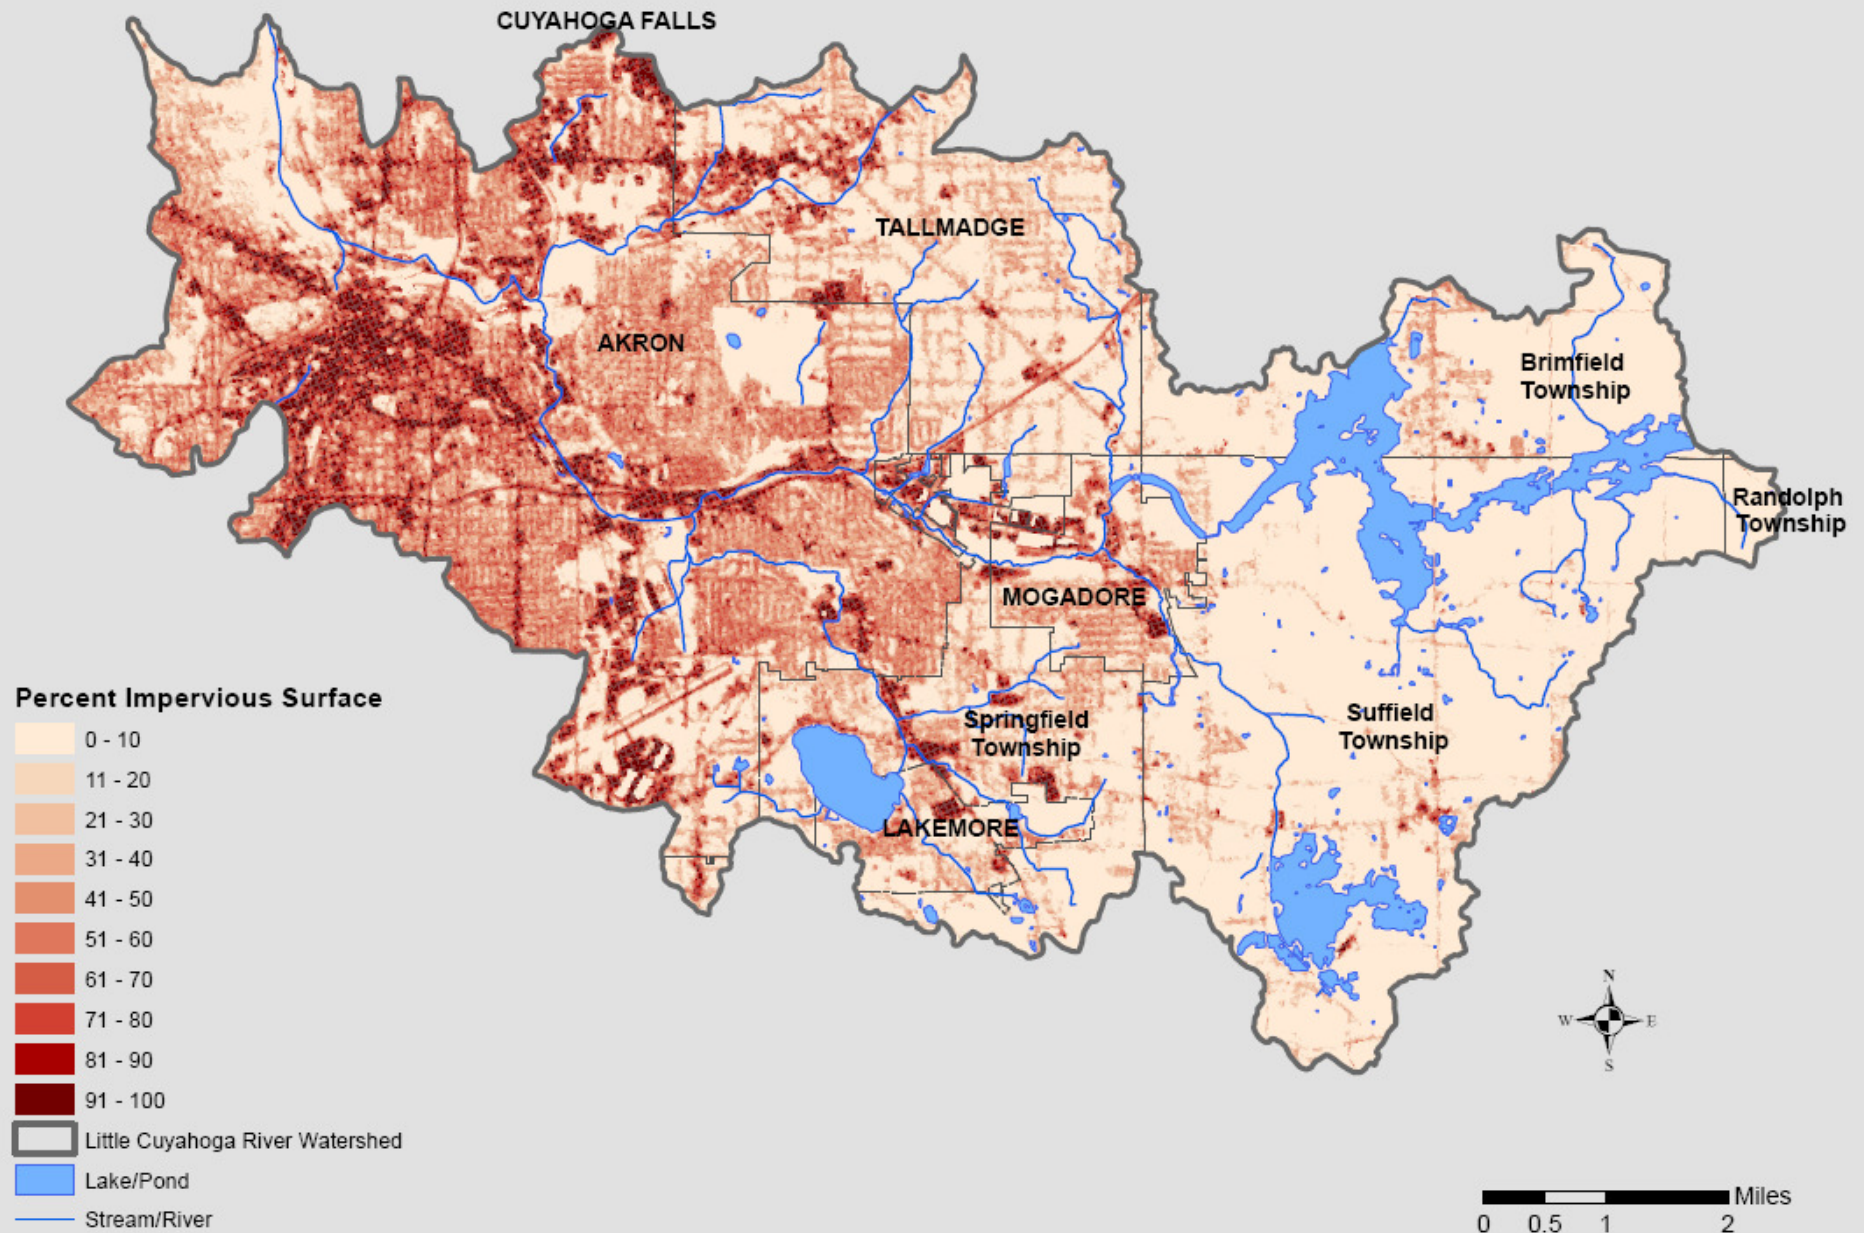 CUYAHOGA FALLS
TALLMADGE
AKRON
Brimfield
Township
Randolph
Township
MOGADORE
Springfield
Township
Suffield
Township
LAKEMORE
Percent Impervious Surface
0 - 10
11 - 20
21 - 30
31 - 40
41 - 50
51 - 60
61 - 70
71 - 80
81 - 90
91 - 100
Little Cuyahoga River Watershed
Lake/Pond
Stream/River
N
W E
S
Miles
0 0.5 1 2